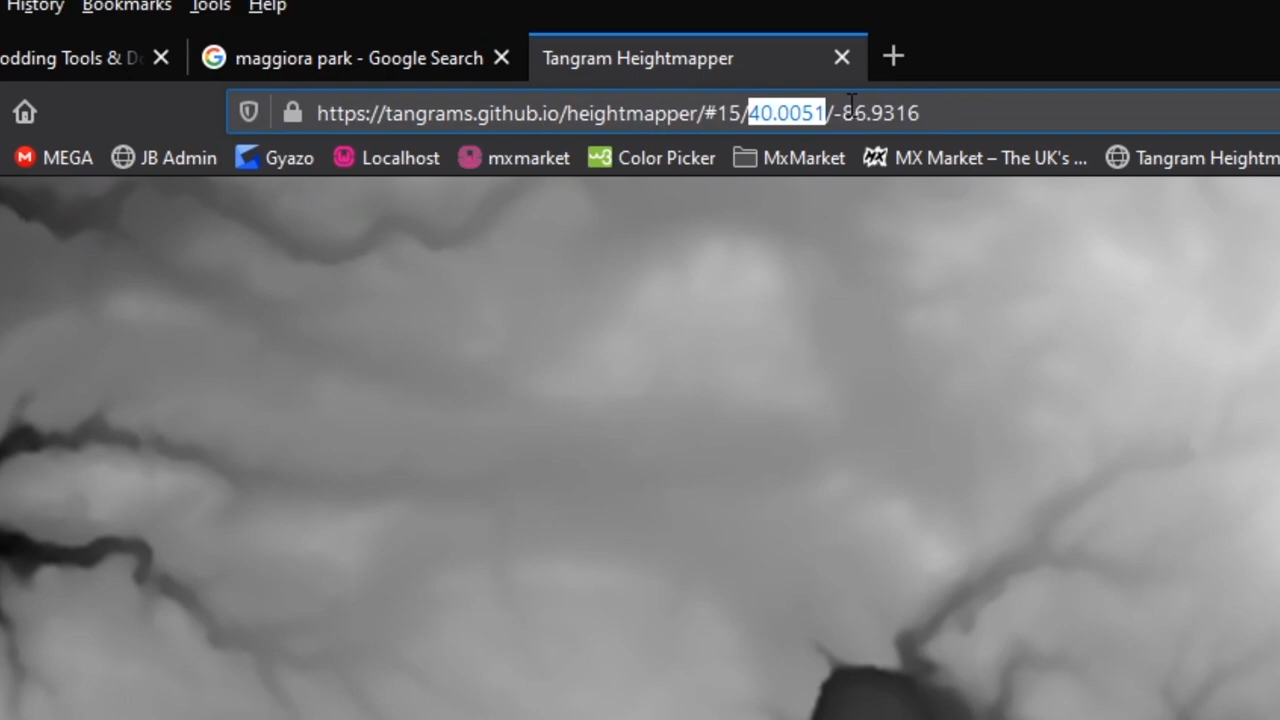 History Bookmarks Tools Help
odding Tools & D maggiora park - Google Search Tangram Heightmapper
https://tangrams.github.io/heightmapper/#15/40.0051/-86.9316
MEGA JB Admin Gyazo Localhost mxmarket Color Picker MxMarket MX Market – The UK's ... Tangram Heightm